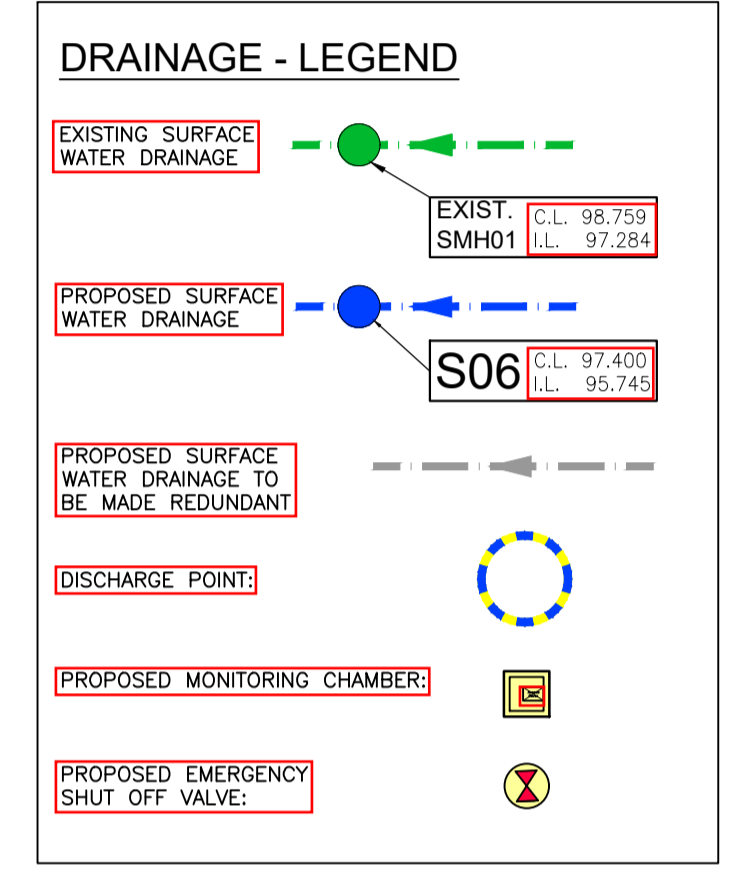 DRAINAGE - LEGEND
EXISTING SURFACE
WATER DRAINAGE
EXIST.
SMH01
C.L. 98.759
I.L. 97.284
PROPOSED SURFACE
WATER DRAINAGE
S06
C.L. 97.400
I.L. 95.745
PROPOSED SURFACE
WATER DRAINAGE TO
BE MADE REDUNDANT
DISCHARGE POINT:
PROPOSED MONITORING CHAMBER:
PROPOSED EMERGENCY
SHUT OFF VALVE: